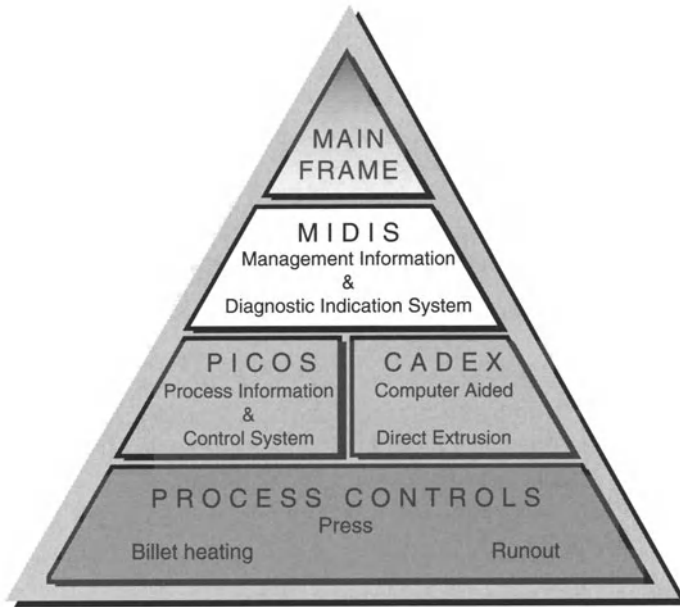 MAIN
FRAME
MIDIS
Management Information
&
Diagnostic Indication System
PICOS
Process Information
&
Control System
CADEX
Computer Aided
Direct Extrusion
PROCESS CONTROLS
Press
Billet heating
Runout